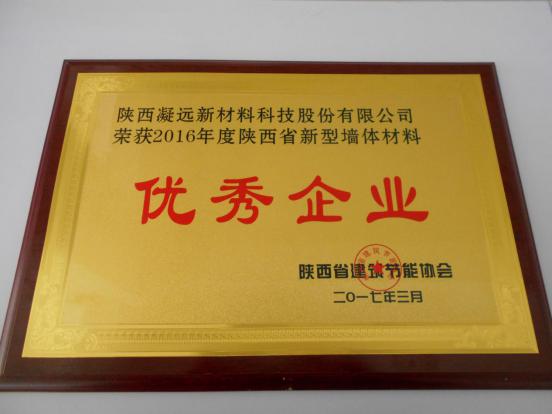 陕西凝远新材料科技股份有限公司
荣获2016年度陕西省新型墙体材料
优秀企业
陕西省建筑节能协会
二〇一七年三月